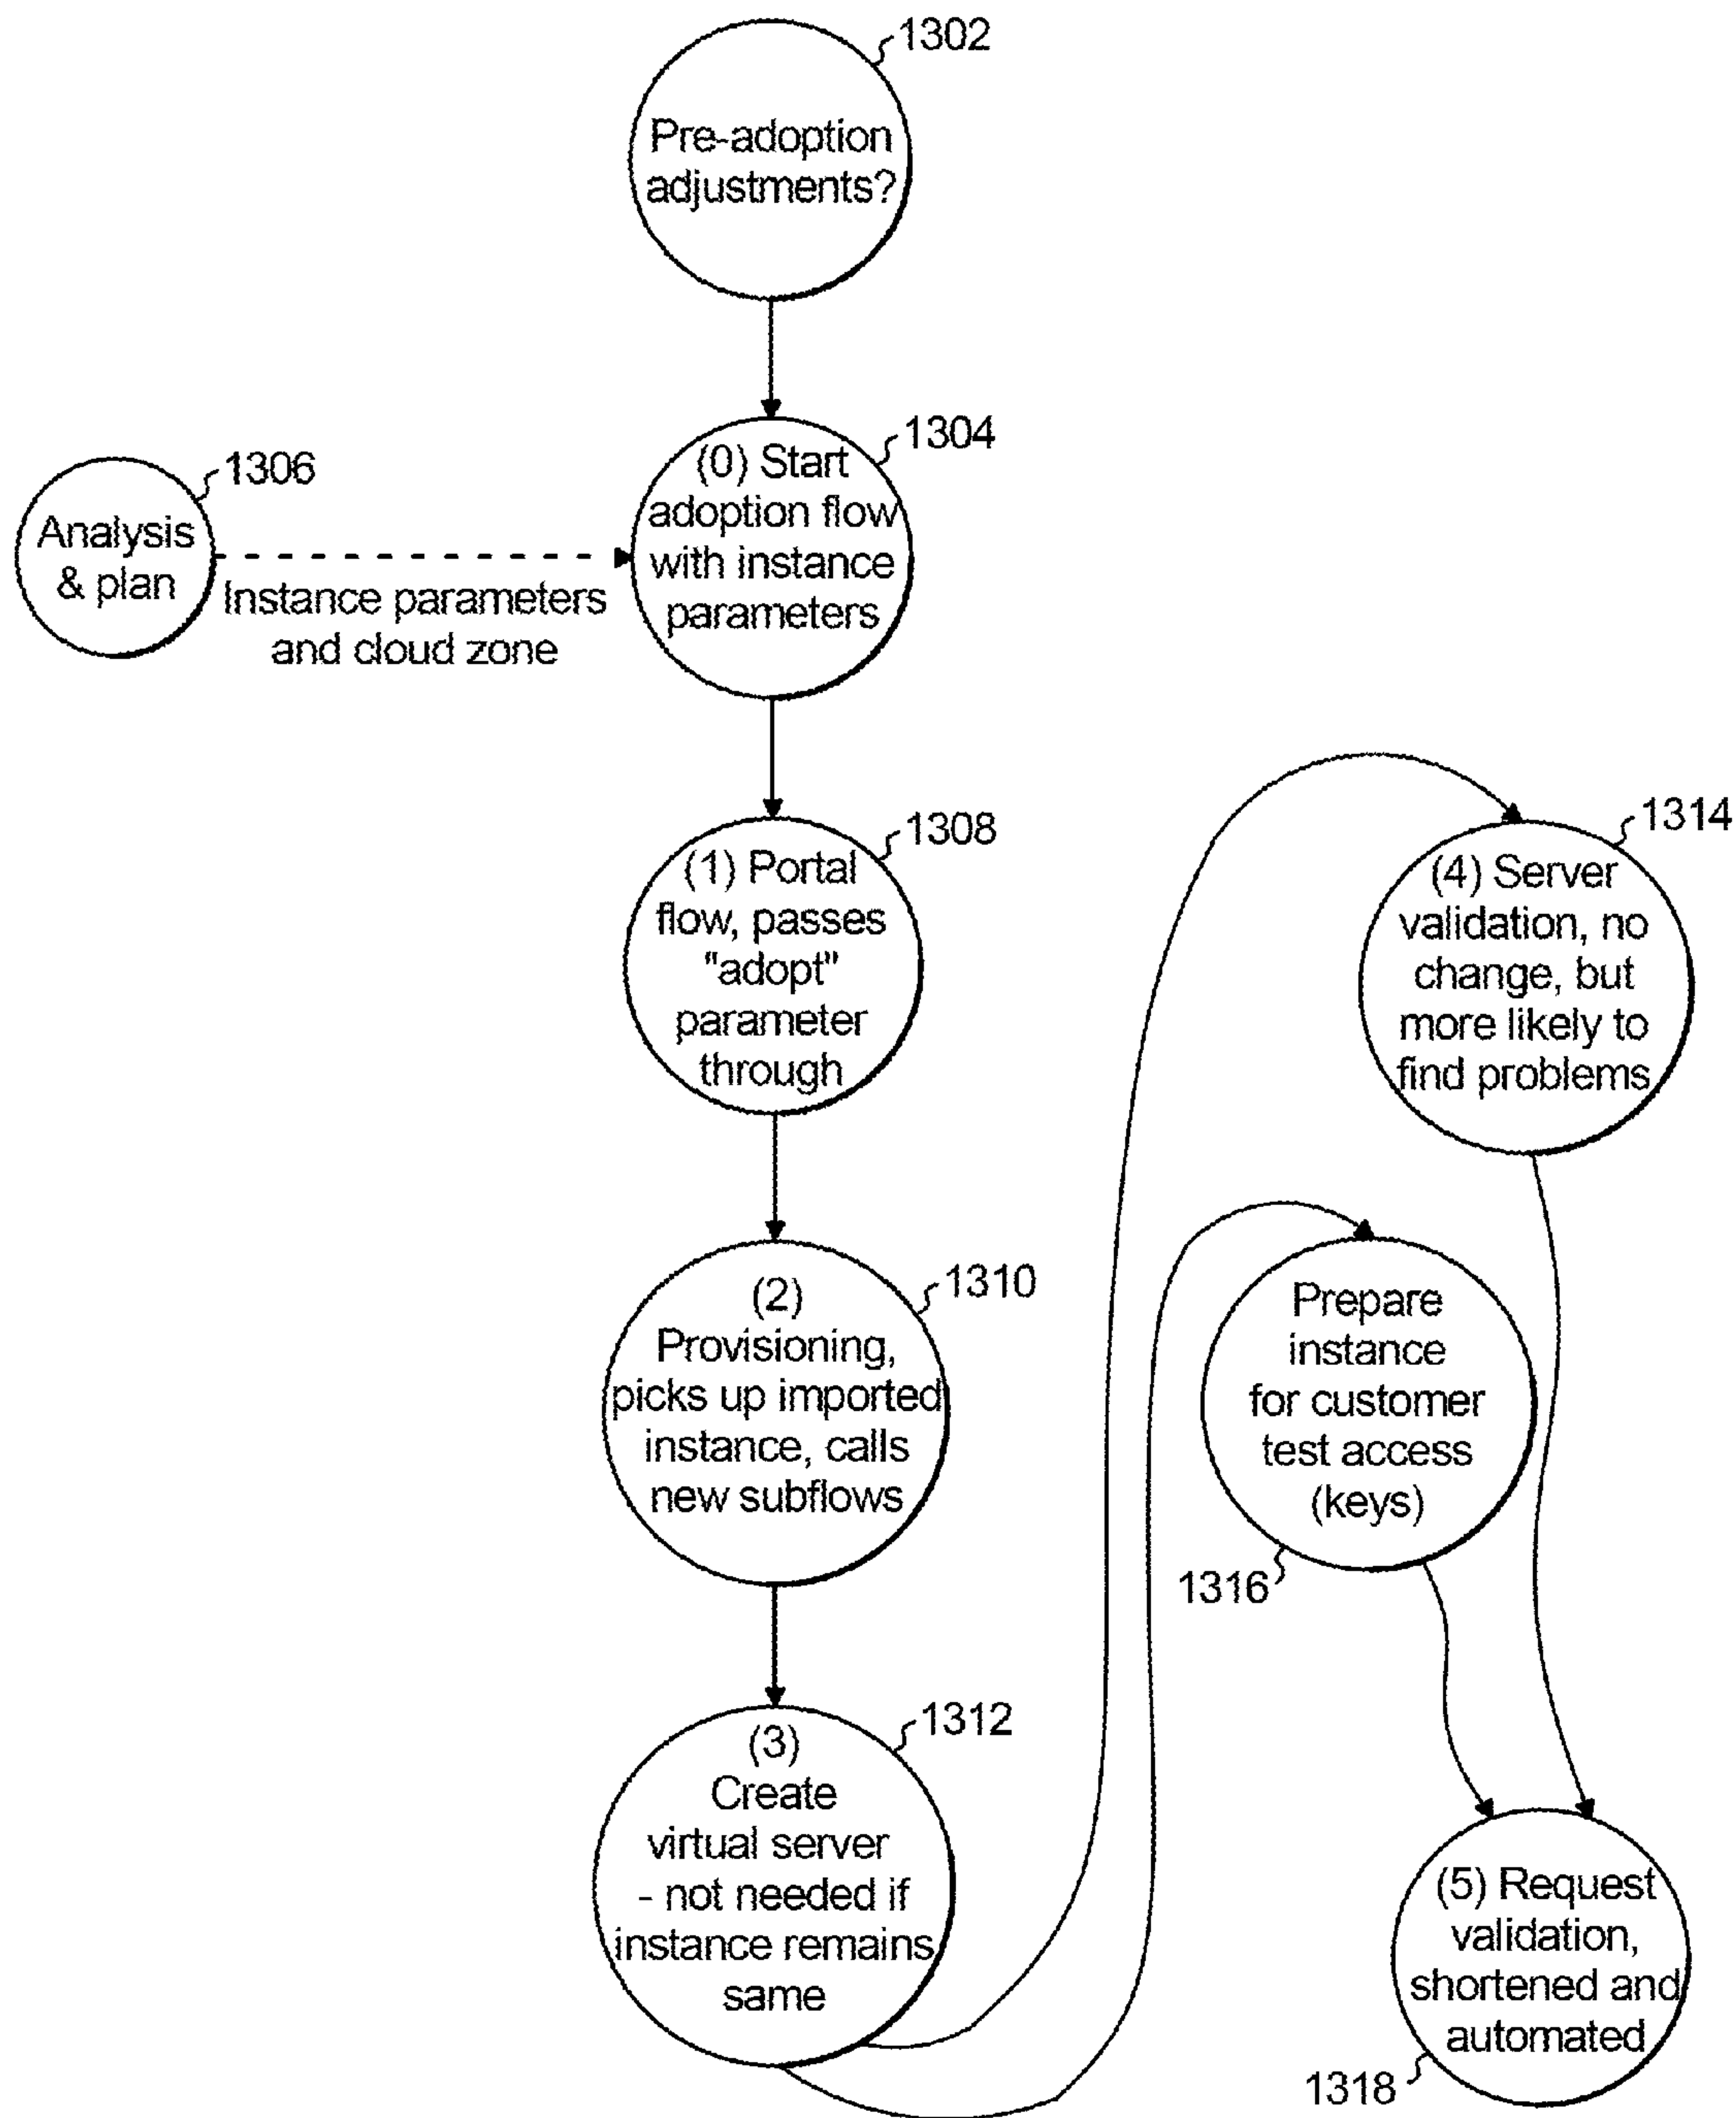 1302
Pre-adoption
adjustments?
1304
(0) Start
adoption flow
with instance
parameters
1306
Analysis
& plan
Instance parameters
and cloud zone
1308
(1) Portal
flow, passes
"adopt"
parameter
through
1310
(2)
Provisioning,
picks up imported
instance, calls
new subflows
1312
(3)
Create
virtual server
- not needed if
instance remains
same
1314
(4) Server
validation, no
change, but
more likely to
find problems
Prepare
instance
for customer
test access
(keys)
1316
(5) Request
validation,
shortened and
automated
1318